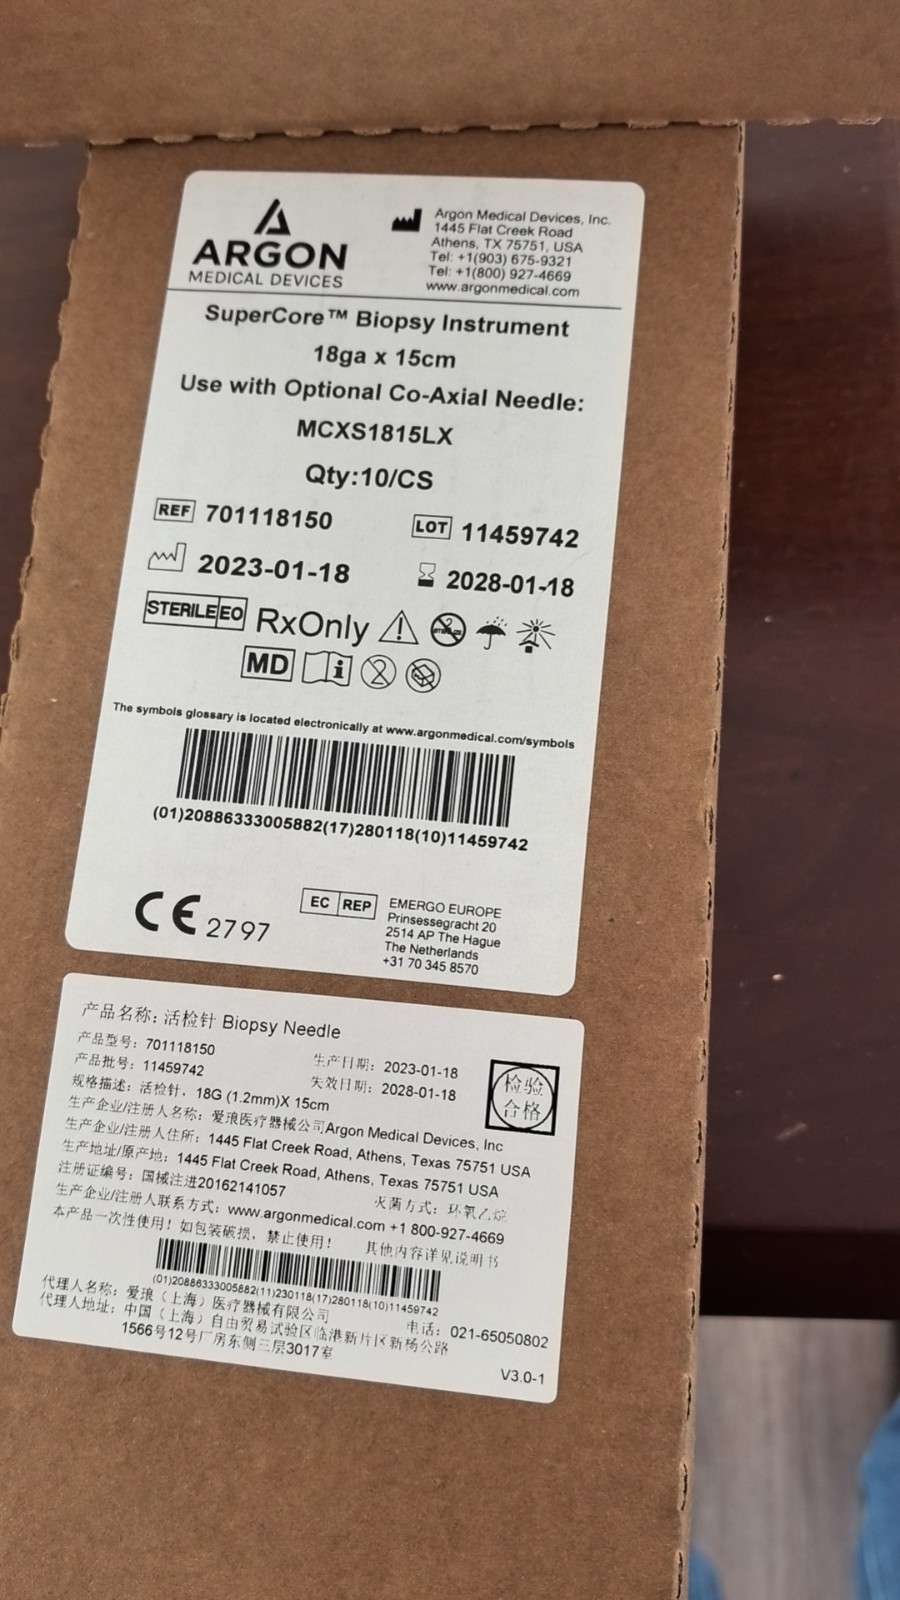 ARGON
MEDICAL DEVICES
Argon Medical Devices, Inc.
1445 Flat Creek Road
Athens, TX 75751, USA
Tel: +1(903) 675-9321
Tel: +1(800) 927-4669
www.argonmedical.com
SuperCore™ Biopsy Instrument
18ga x 15cm
Use with Optional Co-Axial Needle:
MCXS1815LX
Qty:10/CS
REF 701118150 LOT 11459742
2023-01-18 2028-01-18
STERILE EO RxOnly
MD
The symbols glossary is located electronically at www.argonmedical.com/symbols
(01)20886333005882(17)280118(10)11459742
CE 2797
EC REP
EMERGO EUROPE
Prinsessegracht 20
2514 AP The Hague
The Netherlands
+31 70 345 8570
产品名称: 活检针 Biopsy Needle
产品型号: 701118150 生产日期: 2023-01-18
产品批号: 11459742 失效日期: 2028-01-18
检验
合格
规格描述: 活检针, 18G (1.2mm)X 15cm
生产企业/注册人名称: 爱浪医疗器械公司Argon Medical Devices, Inc
生产企业/注册人住所: 1445 Flat Creek Road, Athens, Texas 75751 USA
生产地址/原产地: 1445 Flat Creek Road, Athens, Texas 75751 USA
注册证编号: 国械注进20162141057 灭菌方式: 环氧乙烷
生产企业/注册人联系方式: www.argonmedical.com +1 800-927-4669
本产品一次性使用! 如包装破损, 禁止使用! 其他内容详见说明书
(01)20886333005882(11)230118(17)280118(10)11459742
代理人名称: 爱琅（上海）医疗器械有限公司 电话: 021-65050802
代理人地址: 中国（上海）自由贸易试验区临港新片区新杨公路
1566号12号厂房东侧三层3017室
V3.0-1